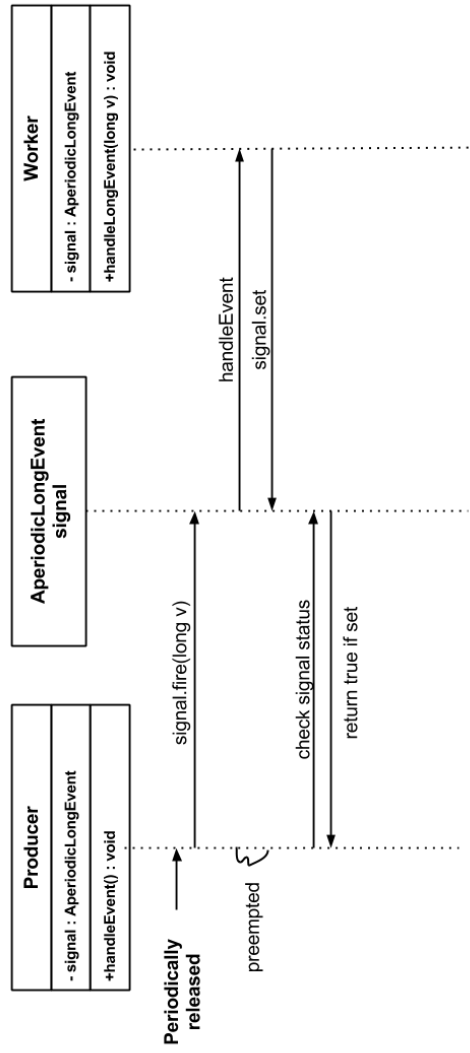 Producer
- signal : AperiodicLongEvent
+handleEvent() : void
AperiodicLongEvent
signal
Worker
- signal : AperiodicLongEvent
+handleLongEvent(long v) : void
Periodically
released
signal.fire(long v)
preempted
handleEvent
signal.set
check signal status
return true if set